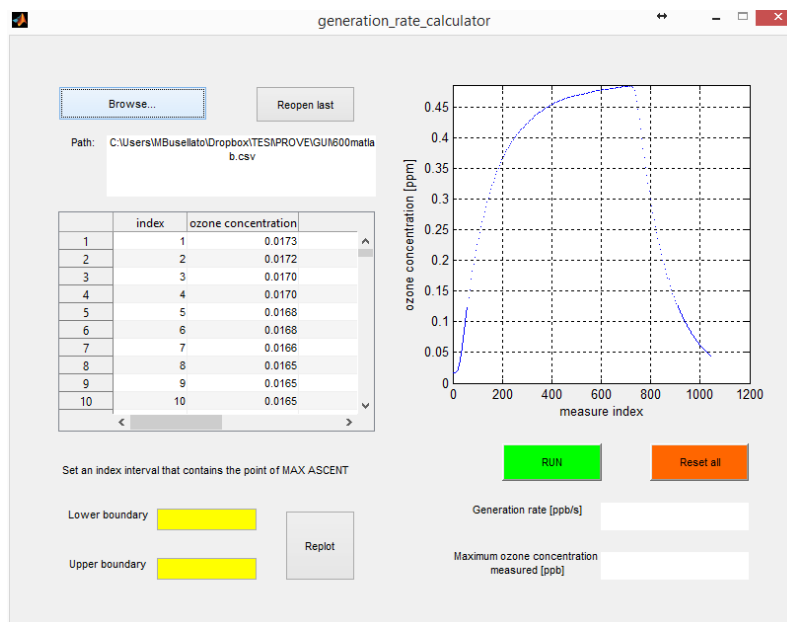 generation_rate_calculator
Browse...
Reopen last
Path:
C:\Users\MBusellato\Dropbox\TESI\PROVE\GUI\600matla
b.csv
index ozone concentration
1 1 0.0173
2 2 0.0172
3 3 0.0170
4 4 0.0170
5 5 0.0168
6 6 0.0168
7 7 0.0166
8 8 0.0165
9 9 0.0165
10 10 0.0165
ozone concentration [ppm]
0.45
0.4
0.35
0.3
0.25
0.2
0.15
0.1
0.05
0
0 200 400 600 800 1000 1200
measure index
Set an index interval that contains the point of MAX ASCENT
Lower boundary
Upper boundary
Replot
RUN
Reset all
Generation rate [ppb/s]
Maximum ozone concentration
measured [ppb]